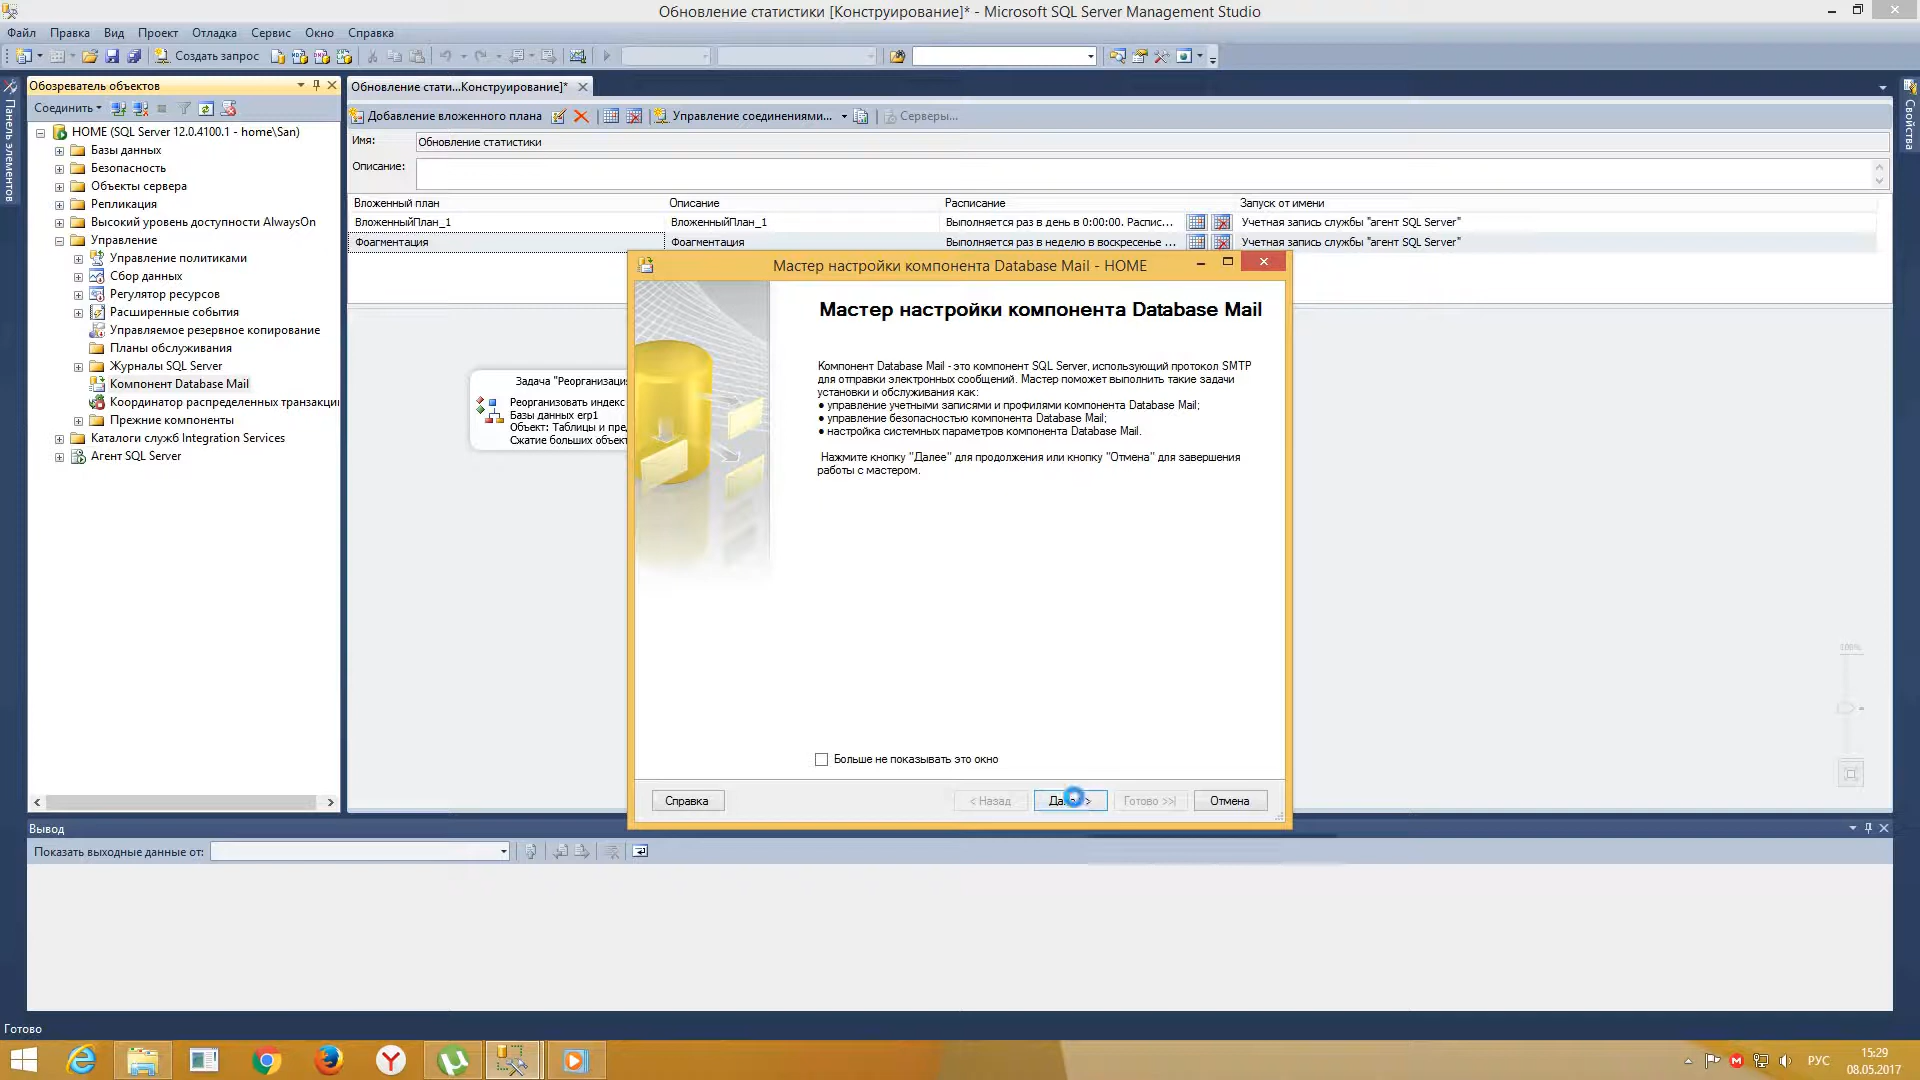 Обновление статистики [Конструирование]* - Microsoft SQL Server Management Studio
Файл Правка Вид Проект Отладка Сервис Окно Справка
Создать запрос
Панель элементов
Обозреватель объектов
Соединить
HOME (SQL Server 12.0.4100.1 - home\San)
Базы данных
Безопасность
Объекты сервера
Репликация
Высокий уровень доступности AlwaysOn
Управление
Управление политиками
Сбор данных
Регулятор ресурсов
Расширенные события
Управляемое резервное копирование
Планы обслуживания
Журналы SQL Server
Компонент Database Mail
Координатор распределенных транзакци
Прежние компоненты
Каталоги служб Integration Services
Агент SQL Server
Обновление стати...Конструирование]*
Добавление вложенного плана Управление соединениями... Серверы...
Имя: Обновление статистики
Описание:
Вложенный план Описание Расписание Запуск от имени
ВложенныйПлан_1 ВложенныйПлан_1 Выполняется раз в день в 0:00:00. Распис... Учетная запись службы "агент SQL Server"
Фоагментация Фоагментация Выполняется раз в неделю в воскресенье ... Учетная запись службы "агент SQL Server"
Задача "Реорганизаци
Реорганизовать индекс
Базы данных erp1
Объект: Таблицы и пре
Сжатие больших объект
Мастер настройки компонента Database Mail - HOME
Мастер настройки компонента Database Mail
Компонент Database Mail - это компонент SQL Server, использующий протокол SMTP
для отправки электронных сообщений. Мастер поможет выполнить такие задачи
установки и обслуживания как:
● управление учетными записями и профилями компонента Database Mail;
● управление безопасностью компонента Database Mail;
● настройка системных параметров компонента Database Mail.
Нажмите кнопку "Далее" для продолжения или кнопку "Отмена" для завершения
работы с мастером.
Больше не показывать это окно
Справка < Назад Да > Готово >>| Отмена
100%
Свойства
Вывод
Показать выходные данные от:
Готово
РУС
15:29
08.05.2017